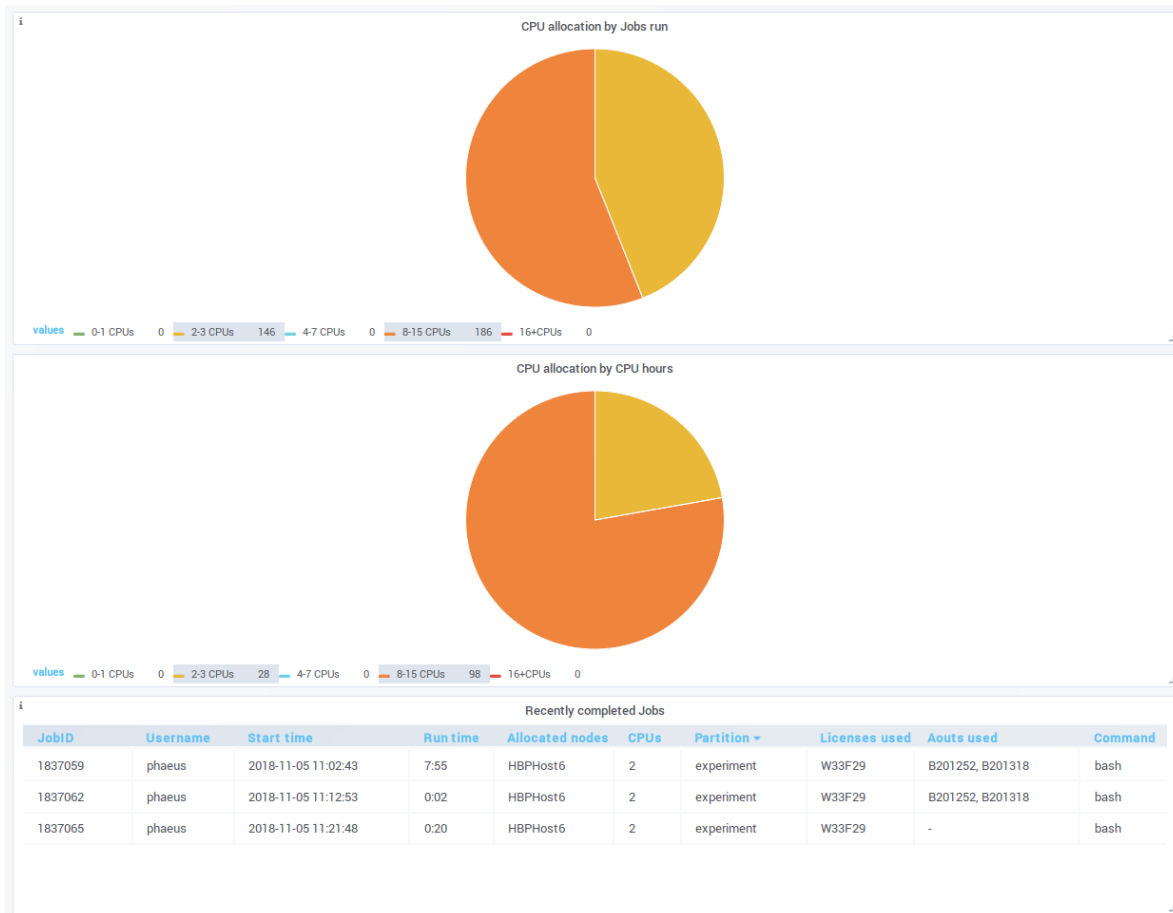 CPU allocation by Jobs run
values 0-1 CPUs 0 2-3 CPUs 146 4-7 CPUs 0 8-15 CPUs 186 16+CPUs 0
CPU allocation by CPU hours
values 0-1 CPUs 0 2-3 CPUs 28 4-7 CPUs 0 8-15 CPUs 98 16+CPUs 0
Recently completed Jobs
JobID Username Start time Run time Allocated nodes CPUs Partition Licenses used Aouts used Command
1837059 phaeus 2018-11-05 11:02:43 7:55 HBPHost6 2 experiment W33F29 B201252, B201318 bash
1837062 phaeus 2018-11-05 11:12:53 0:02 HBPHost6 2 experiment W33F29 B201252, B201318 bash
1837065 phaeus 2018-11-05 11:21:48 0:20 HBPHost6 2 experiment W33F29 - bash